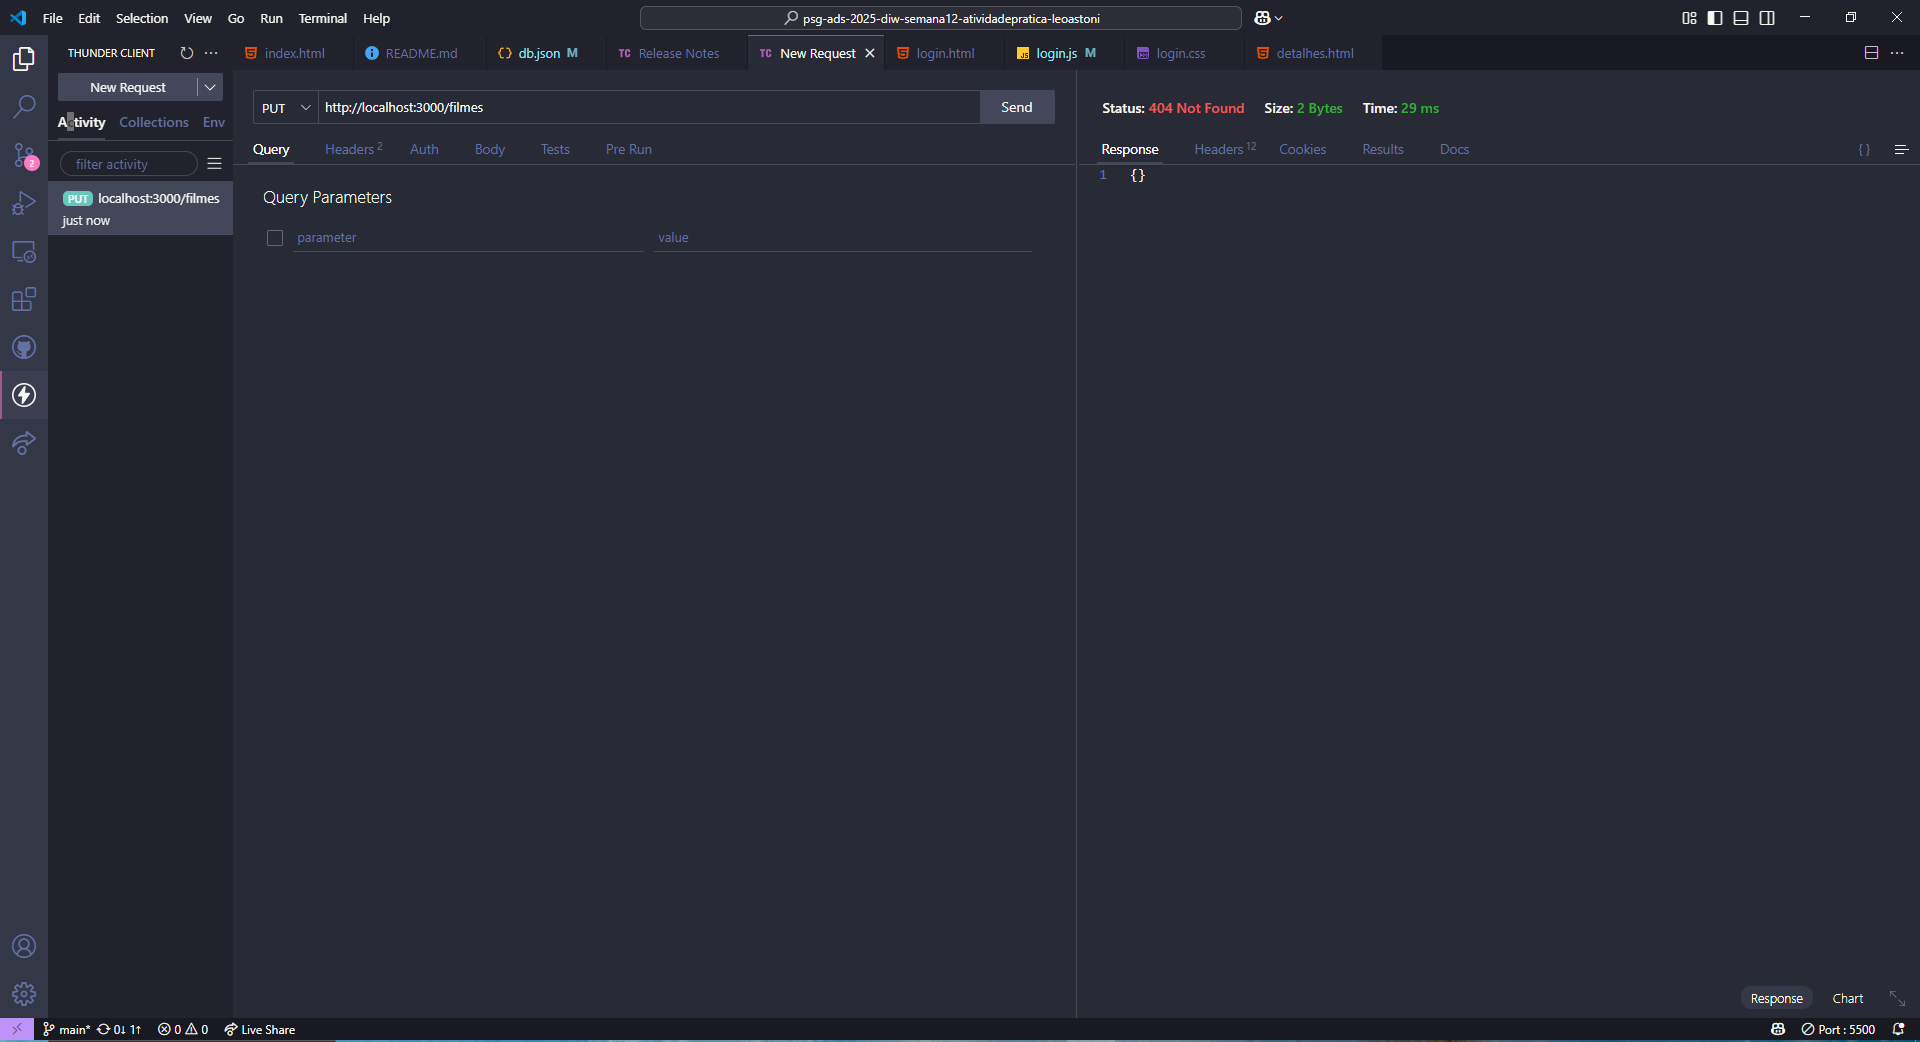 File Edit Selection View Go Run Terminal Help
psg-ads-2025-diw-semana12-atividadepratica-leoastoni
THUNDER CLIENT
index.html
README.md
db.json M
TC Release Notes
TC New Request
login.html
JS login.js M
login.css
detalhes.html
New Request
Activity Collections Env
filter activity
PUT localhost:3000/filmes
just now
2
PUT http://localhost:3000/filmes Send
Query Headers 2 Auth Body Tests Pre Run
Query Parameters
parameter value
Status: 404 Not Found Size: 2 Bytes Time: 29 ms
Response Headers 12 Cookies Results Docs {}
1 {}
Response Chart
main* 0↓ 1↑ 0 0 Live Share
Port : 5500